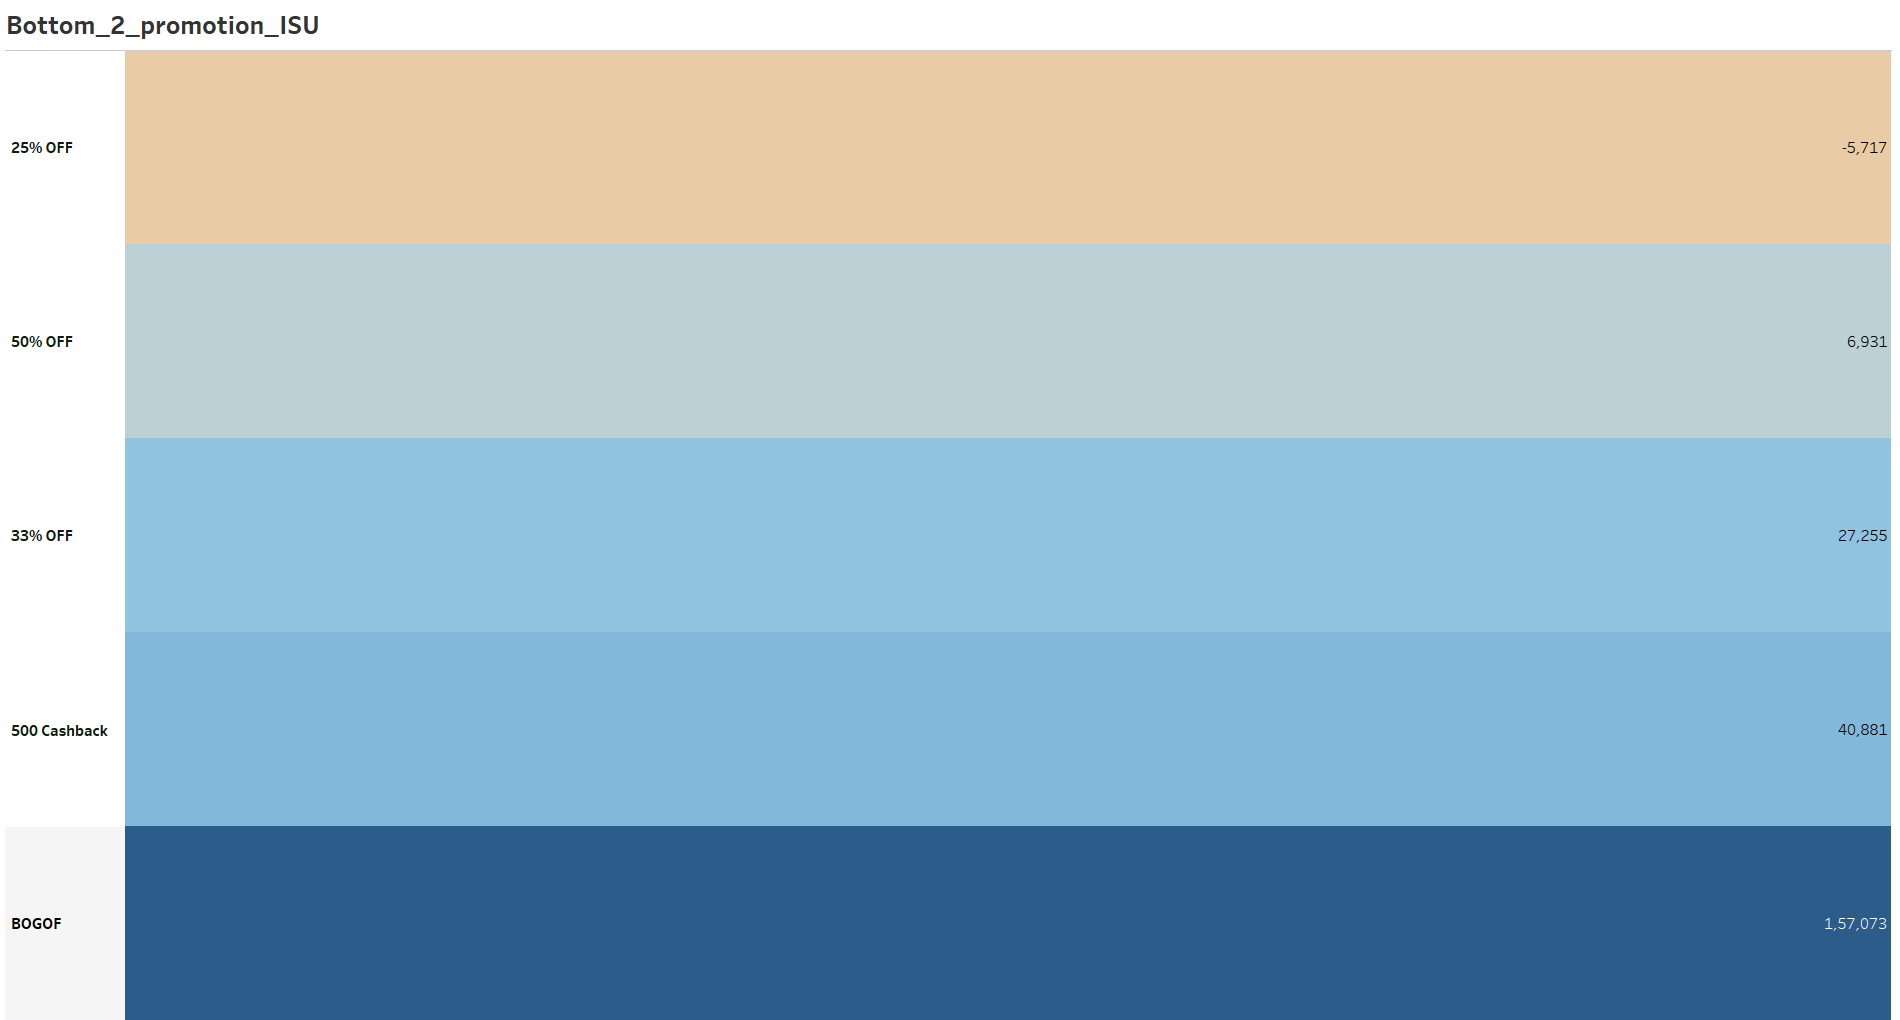 Bottom_2_promotion_ISU
25% OFF -5,717
50% OFF 6,931
33% OFF 27,255
500 Cashback 40,881
BOGOF 1,57,073